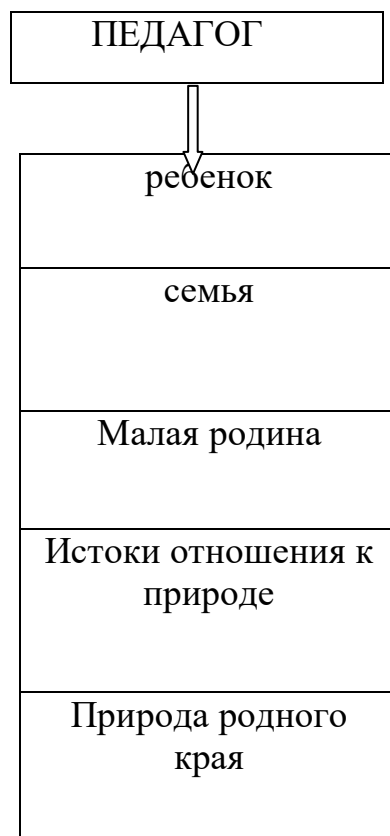 ПЕДАГОГ
ребенок
семья
Малая родина
Истоки отношения к
природе
Природа родного
края